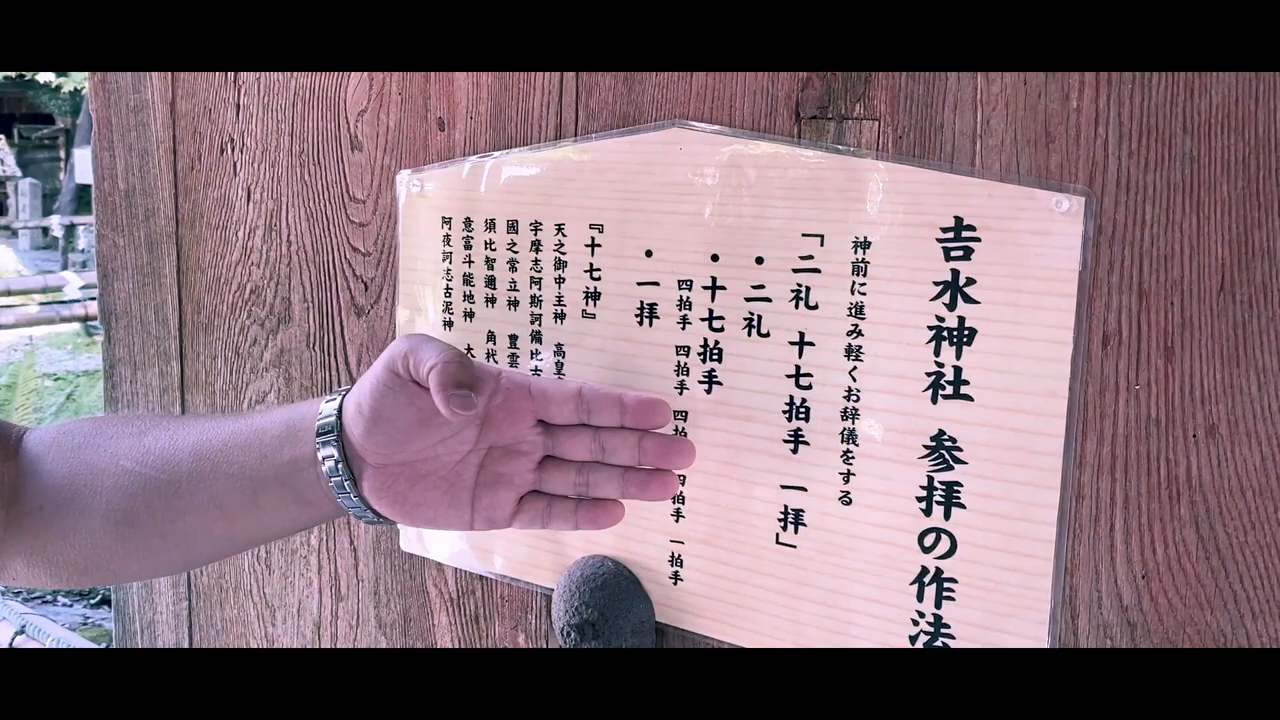 𠮷水神社 参拝の作法
神前に進み軽くお辞儀をする
「二礼 十七拍手 一拝」
・二礼
・十七拍手
四拍手 四拍手 四拍 四拍手 一拍手
・一拝
『十七神』
天之御中主神 高皇
宇摩志阿斯訶備比古
國之常立神 豊雲
須比智邇神 角杙
意富斗能地神 大
阿夜訶志古泥神